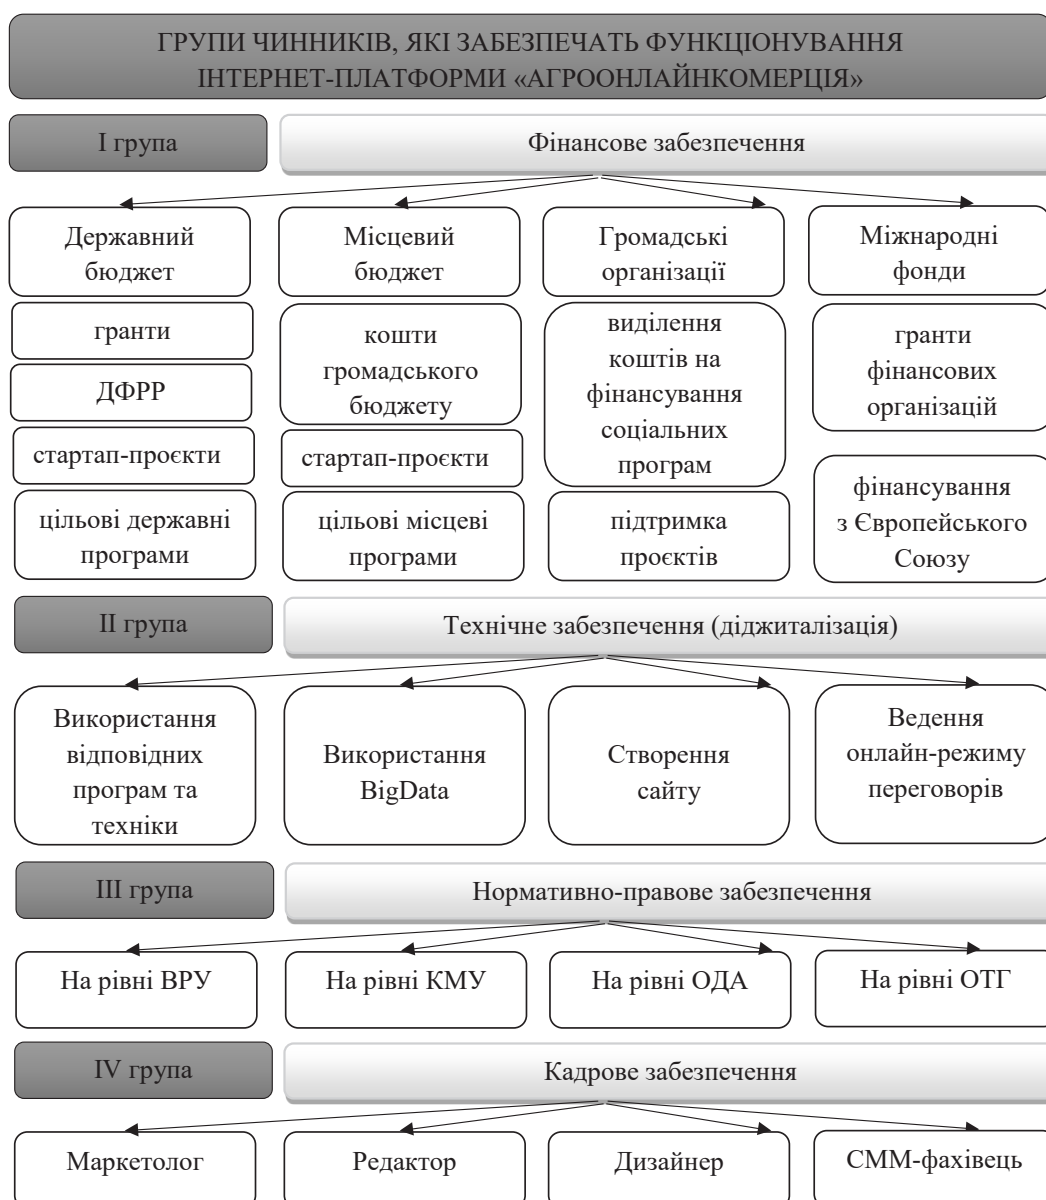 ГРУПИ ЧИННИКІВ, ЯКІ ЗАБЕЗПЕЧАТЬ ФУНКЦІОНУВАННЯ
ІНТЕРНЕТ-ПЛАТФОРМИ «АГРООНЛАЙНКОМЕРЦІЯ»
І група
Фінансове забезпечення
Державний
бюджет
гранти
ДФРР
стартап-проєкти
цільові державні
програми
Місцевий
бюджет
кошти
громадського
бюджету
стартап-проєкти
цільові місцеві
програми
Громадські
організації
виділення
коштів на
фінансування
соціальних
програм
підтримка
проєктів
Міжнародні
фонди
гранти
фінансових
організацій
фінансування
з Європейського
Союзу
ІІ група
Технічне забезпечення (діджиталізація)
Використання
відповідних
програм та
техніки
Використання
BigData
Створення
сайту
Ведення
онлайн-режиму
переговорів
ІІІ група
Нормативно-правове забезпечення
На рівні ВРУ
На рівні КМУ
На рівні ОДА
На рівні ОТГ
IV група
Кадрове забезпечення
Маркетолог
Редактор
Дизайнер
СММ-фахівець